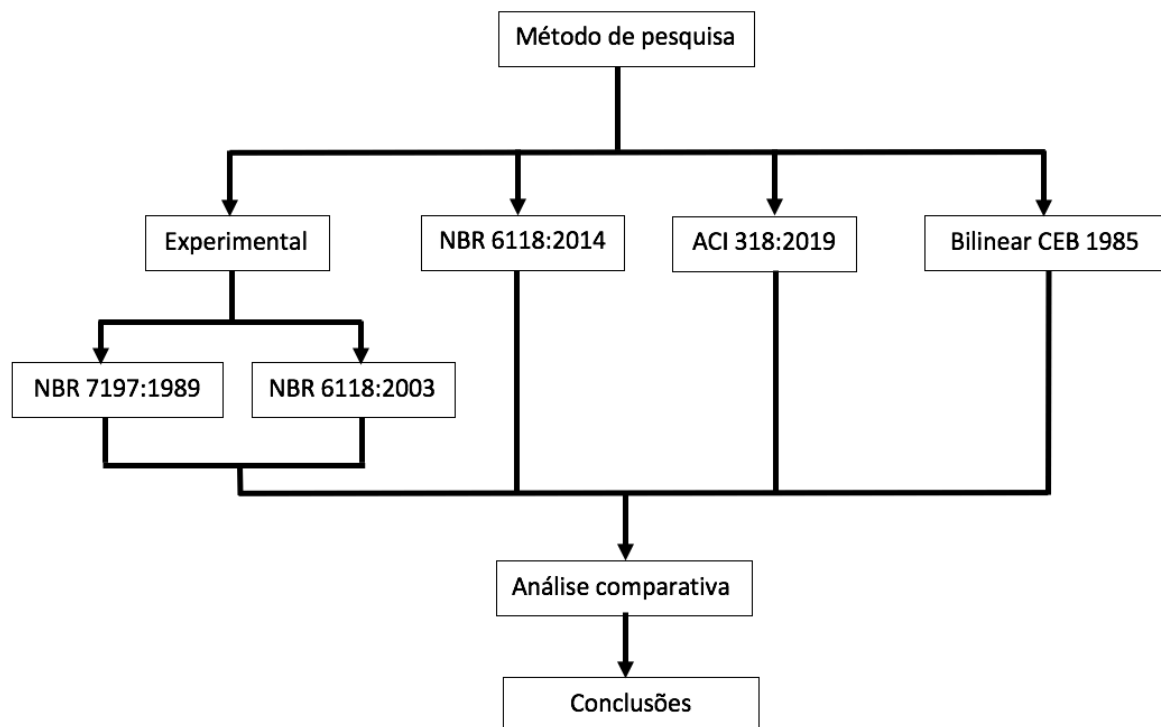 Método de pesquisa
Experimental
NBR 6118:2014
ACI 318:2019
Bilinear CEB 1985
NBR 7197:1989
NBR 6118:2003
Análise comparativa
Conclusões